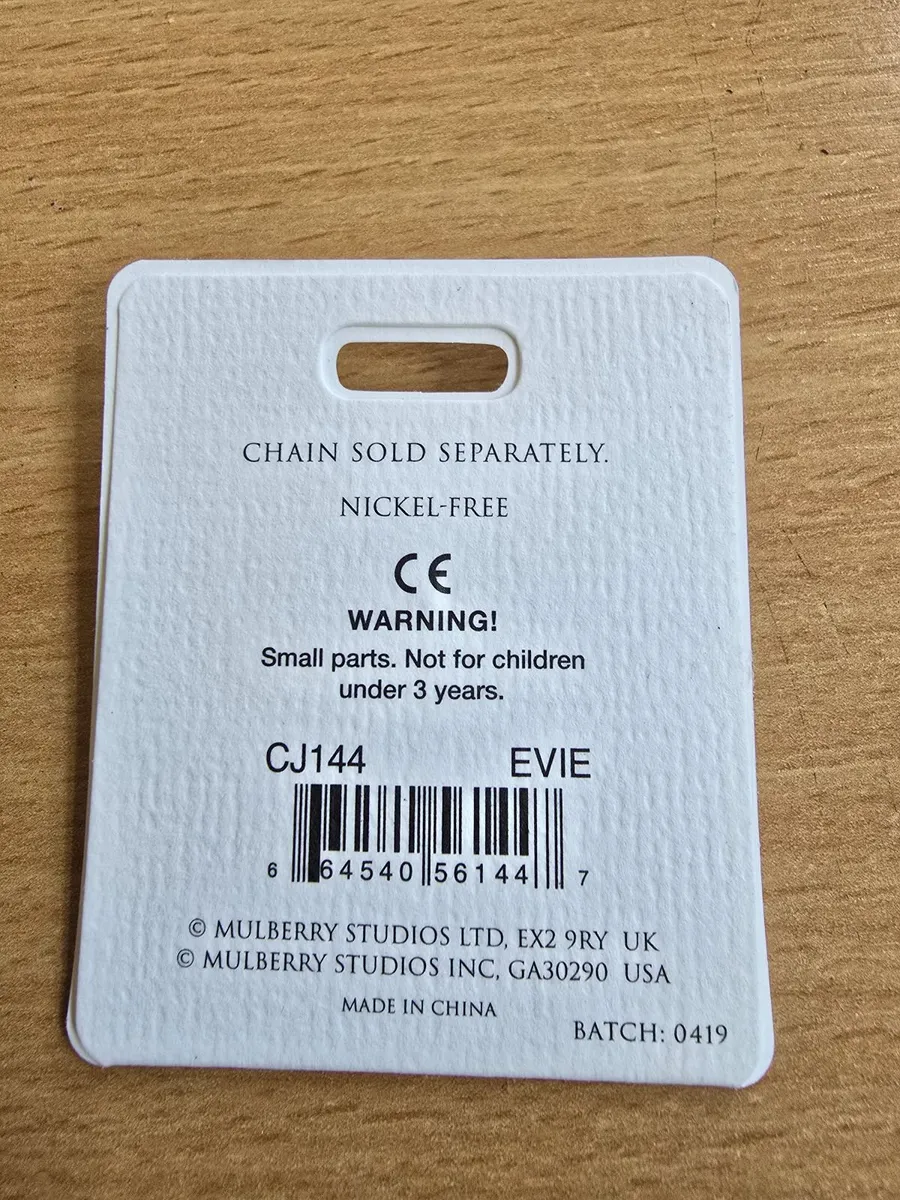 CHAIN SOLD SEPARATELY.
NICKEL-FREE
CE
WARNING!
Small parts. Not for children
under 3 years.
CJ144 EVIE
6 64540 56144 7
© MULBERRY STUDIOS LTD, EX2 9RY UK
© MULBERRY STUDIOS INC, GA30290 USA
MADE IN CHINA
BATCH: 0419